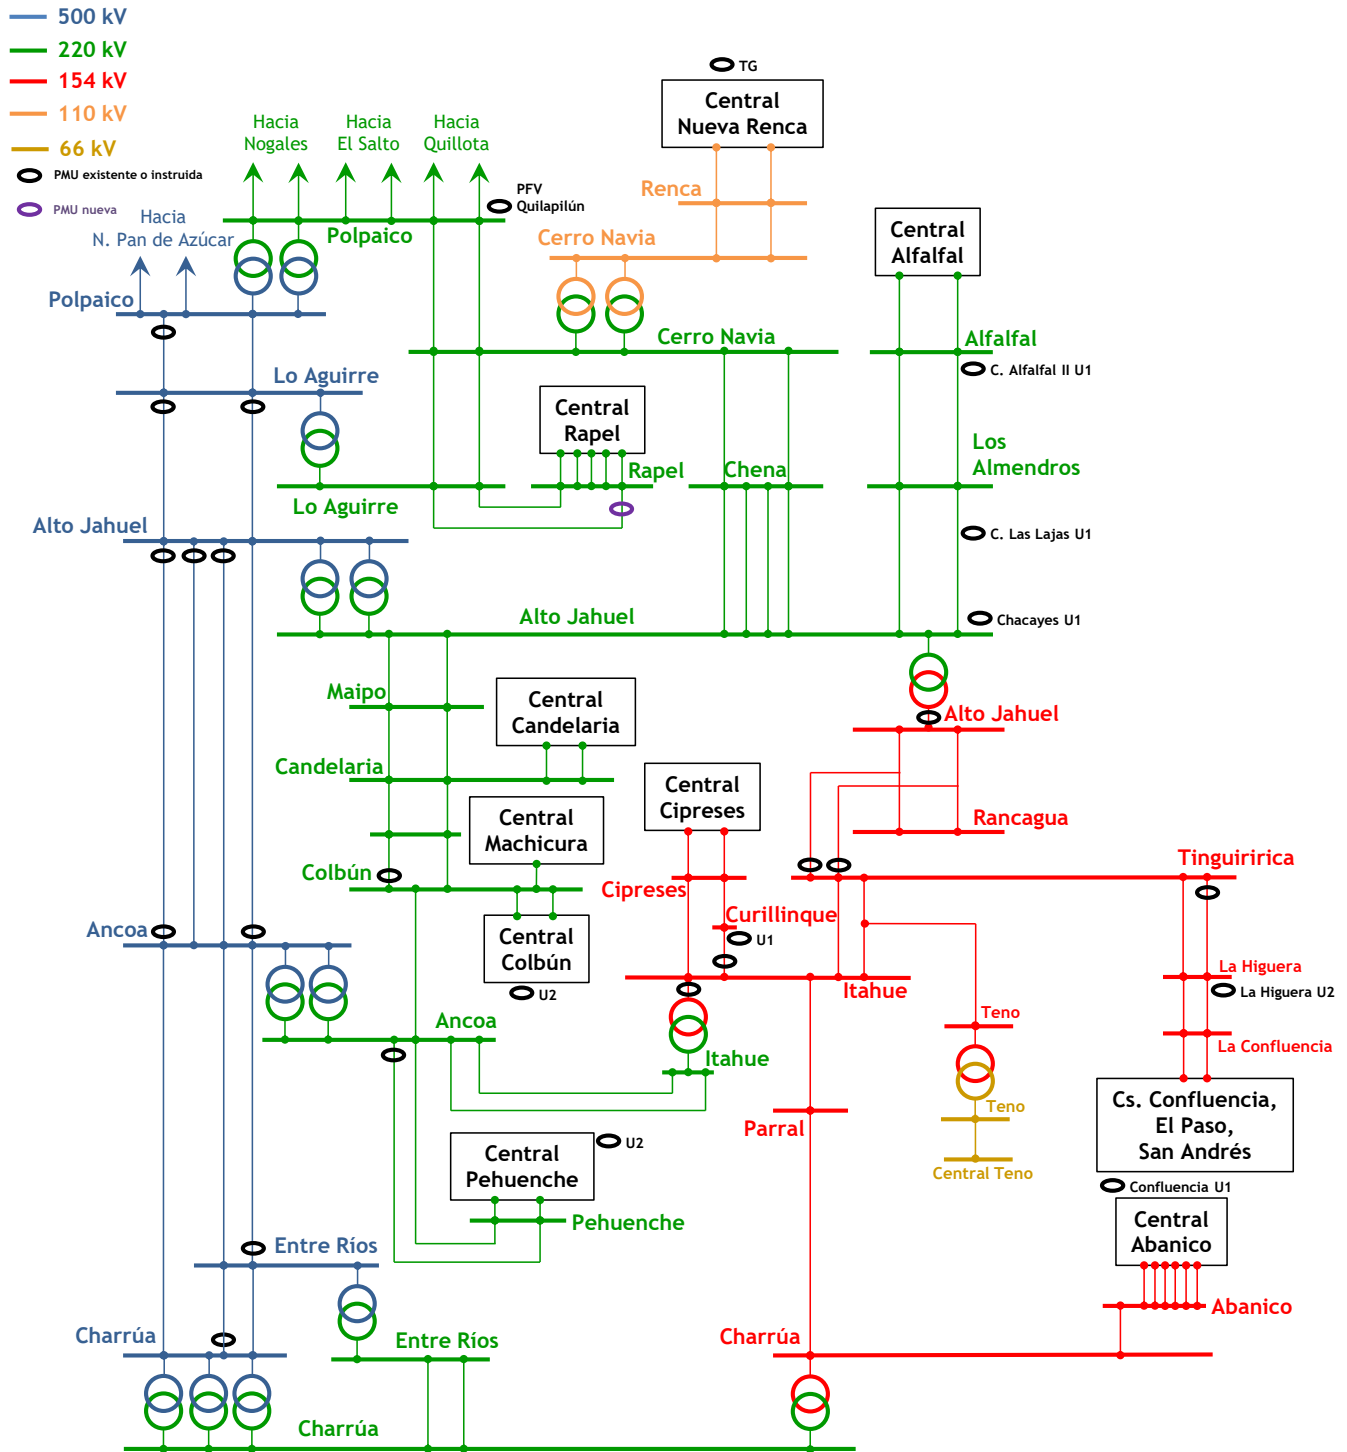 500 kV
220 kV
154 kV
110 kV
66 kV
PMU existente o instruida
PMU nueva
Hacia
Nogales
Hacia
El Salto
Hacia
Quillota
Hacia
N. Pan de Azúcar
PFV
Quilapilún
Polpaico
Polpaico
TG
Central
Nueva Renca
Renca
Cerro Navia
Cerro Navia
Central
Alfalfal
Alfalfal
C. Alfalfal II U1
Lo Aguirre
Central
Rapel
Rapel
Chena
Los
Almendros
Lo Aguirre
Alto Jahuel
C. Las Lajas U1
Alto Jahuel
Chacayes U1
Maipo
Central
Candelaria
Alto Jahuel
Candelaria
Central
Cipreses
Central
Machicura
Rancagua
Colbún
Cipreses
Tinguiririca
Curillinque
U1
Ancoa
Central
Colbún
U2
Itahue
La Higuera
La Higuera U2
Ancoa
Teno
La Confluencia
Itahue
Teno
Cs. Confluencia,
El Paso,
San Andrés
Parral
Central
Pehuenche
U2
Central Teno
Confluencia U1
Pehuenche
Central
Abanico
Entre Ríos
Abanico
Charrúa
Entre Ríos
Charrúa
Charrúa